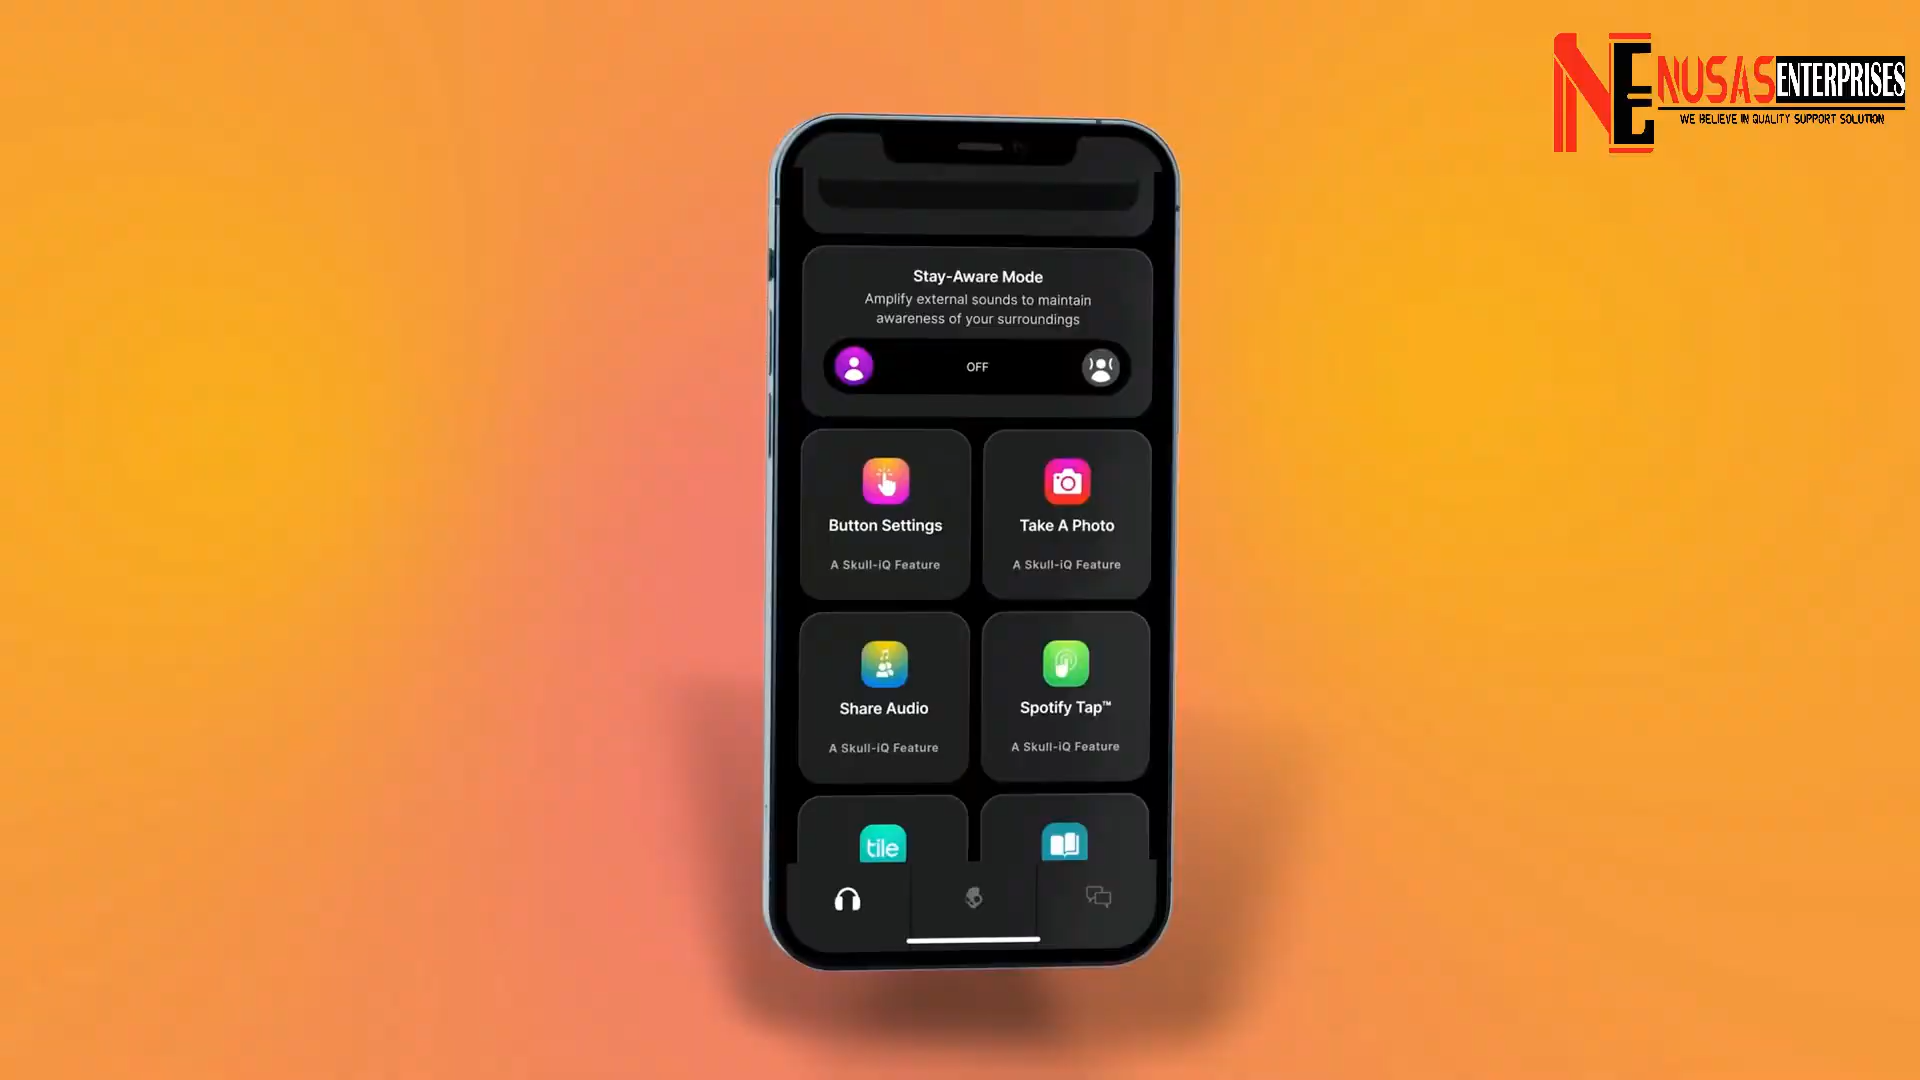 NE NUSAS ENTERPRISES
WE BELIEVE IN QUALITY SUPPORT SOLUTION
Stay-Aware Mode
Amplify external sounds to maintain
awareness of your surroundings
OFF
Button Settings
A Skull-iQ Feature
Take A Photo
A Skull-iQ Feature
Share Audio
A Skull-iQ Feature
Spotify Tap™
A Skull-iQ Feature
tile